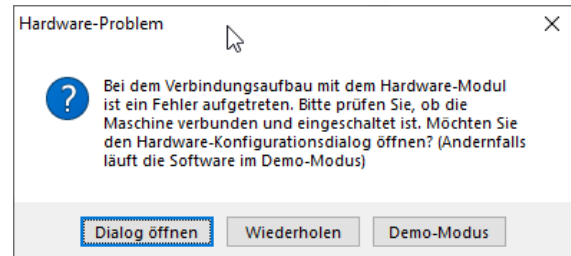 Hardware-Problem
Bei dem Verbindungsaufbau mit dem Hardware-Modul
ist ein Fehler aufgetreten. Bitte prüfen Sie, ob die
Maschine verbunden und eingeschaltet ist. Möchten Sie
den Hardware-Konfigurationsdialog öffnen? (Andernfalls
läuft die Software im Demo-Modus)
Dialog öffnen Wiederholen Demo-Modus